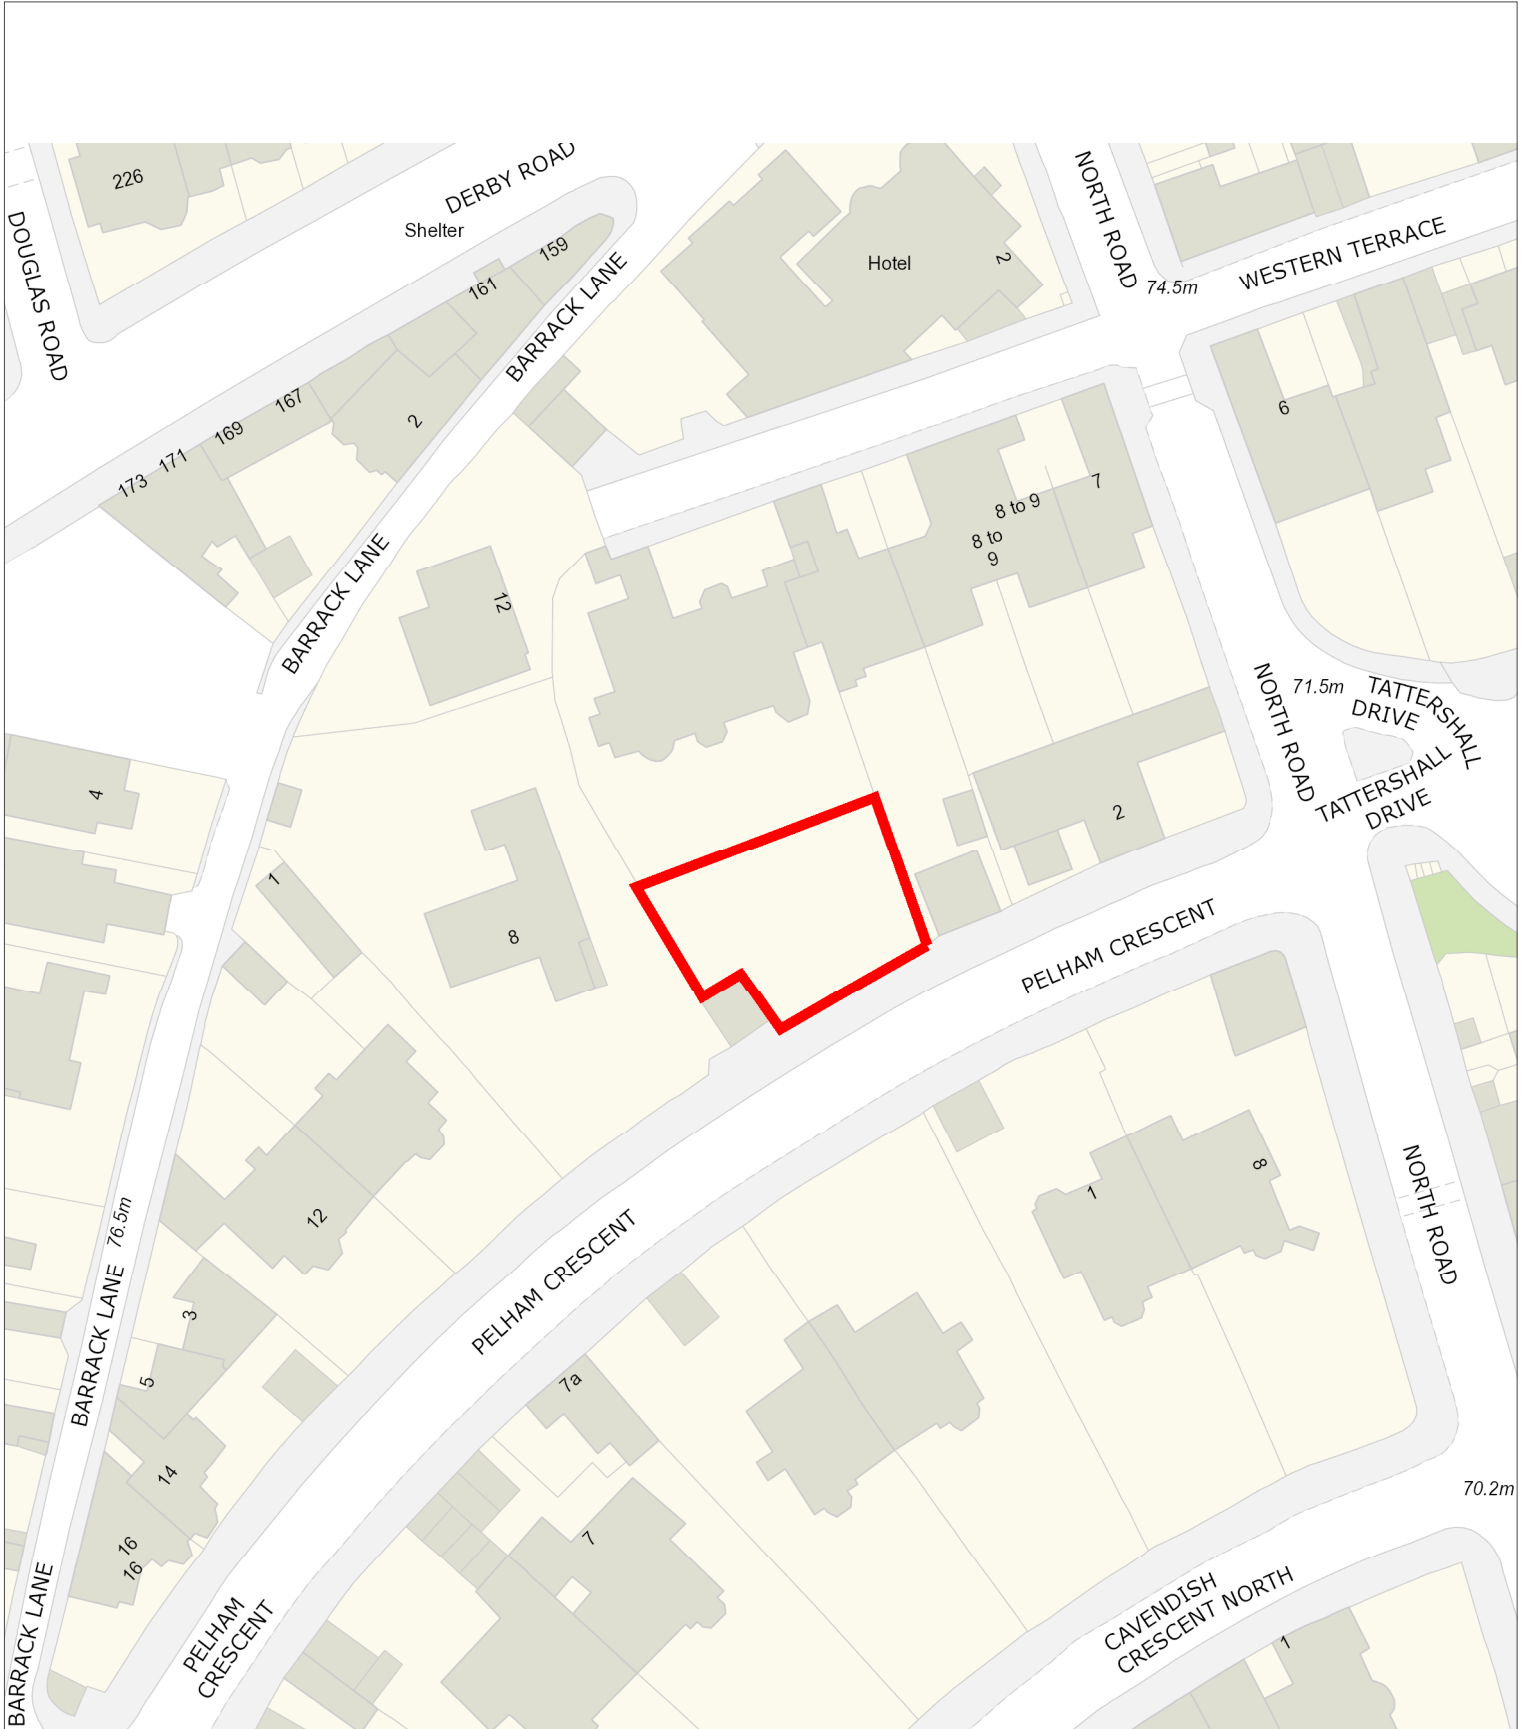 226
DERBY ROAD
Shelter
DOUGLAS ROAD
159
161
BARRACK LANE
Hotel
2
NORTH ROAD
74.5m
WESTERN TERRACE
167
169
171
173
2
6
7
8 to 9
8 to
9
BARRACK LANE
12
NORTH ROAD
71.5m
TATTERSHALL
DRIVE
TATTERSHALL
DRIVE
4
2
1
8
PELHAM CRESCENT
NORTH ROAD
1
8
76.5m
12
BARRACK LANE
3
5
PELHAM CRESCENT
7a
14
16
16
7
70.2m
BARRACK LANE
PELHAM
CRESCENT
CAVENDISH
CRESCENT NORTH
1